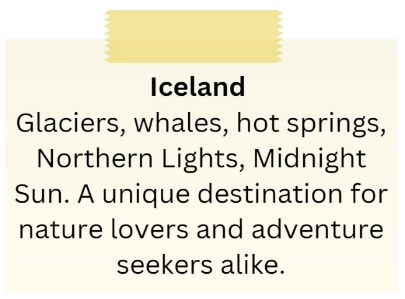 Iceland
Glaciers, whales, hot springs,
Northern Lights, Midnight
Sun. A unique destination for
nature lovers and adventure
seekers alike.